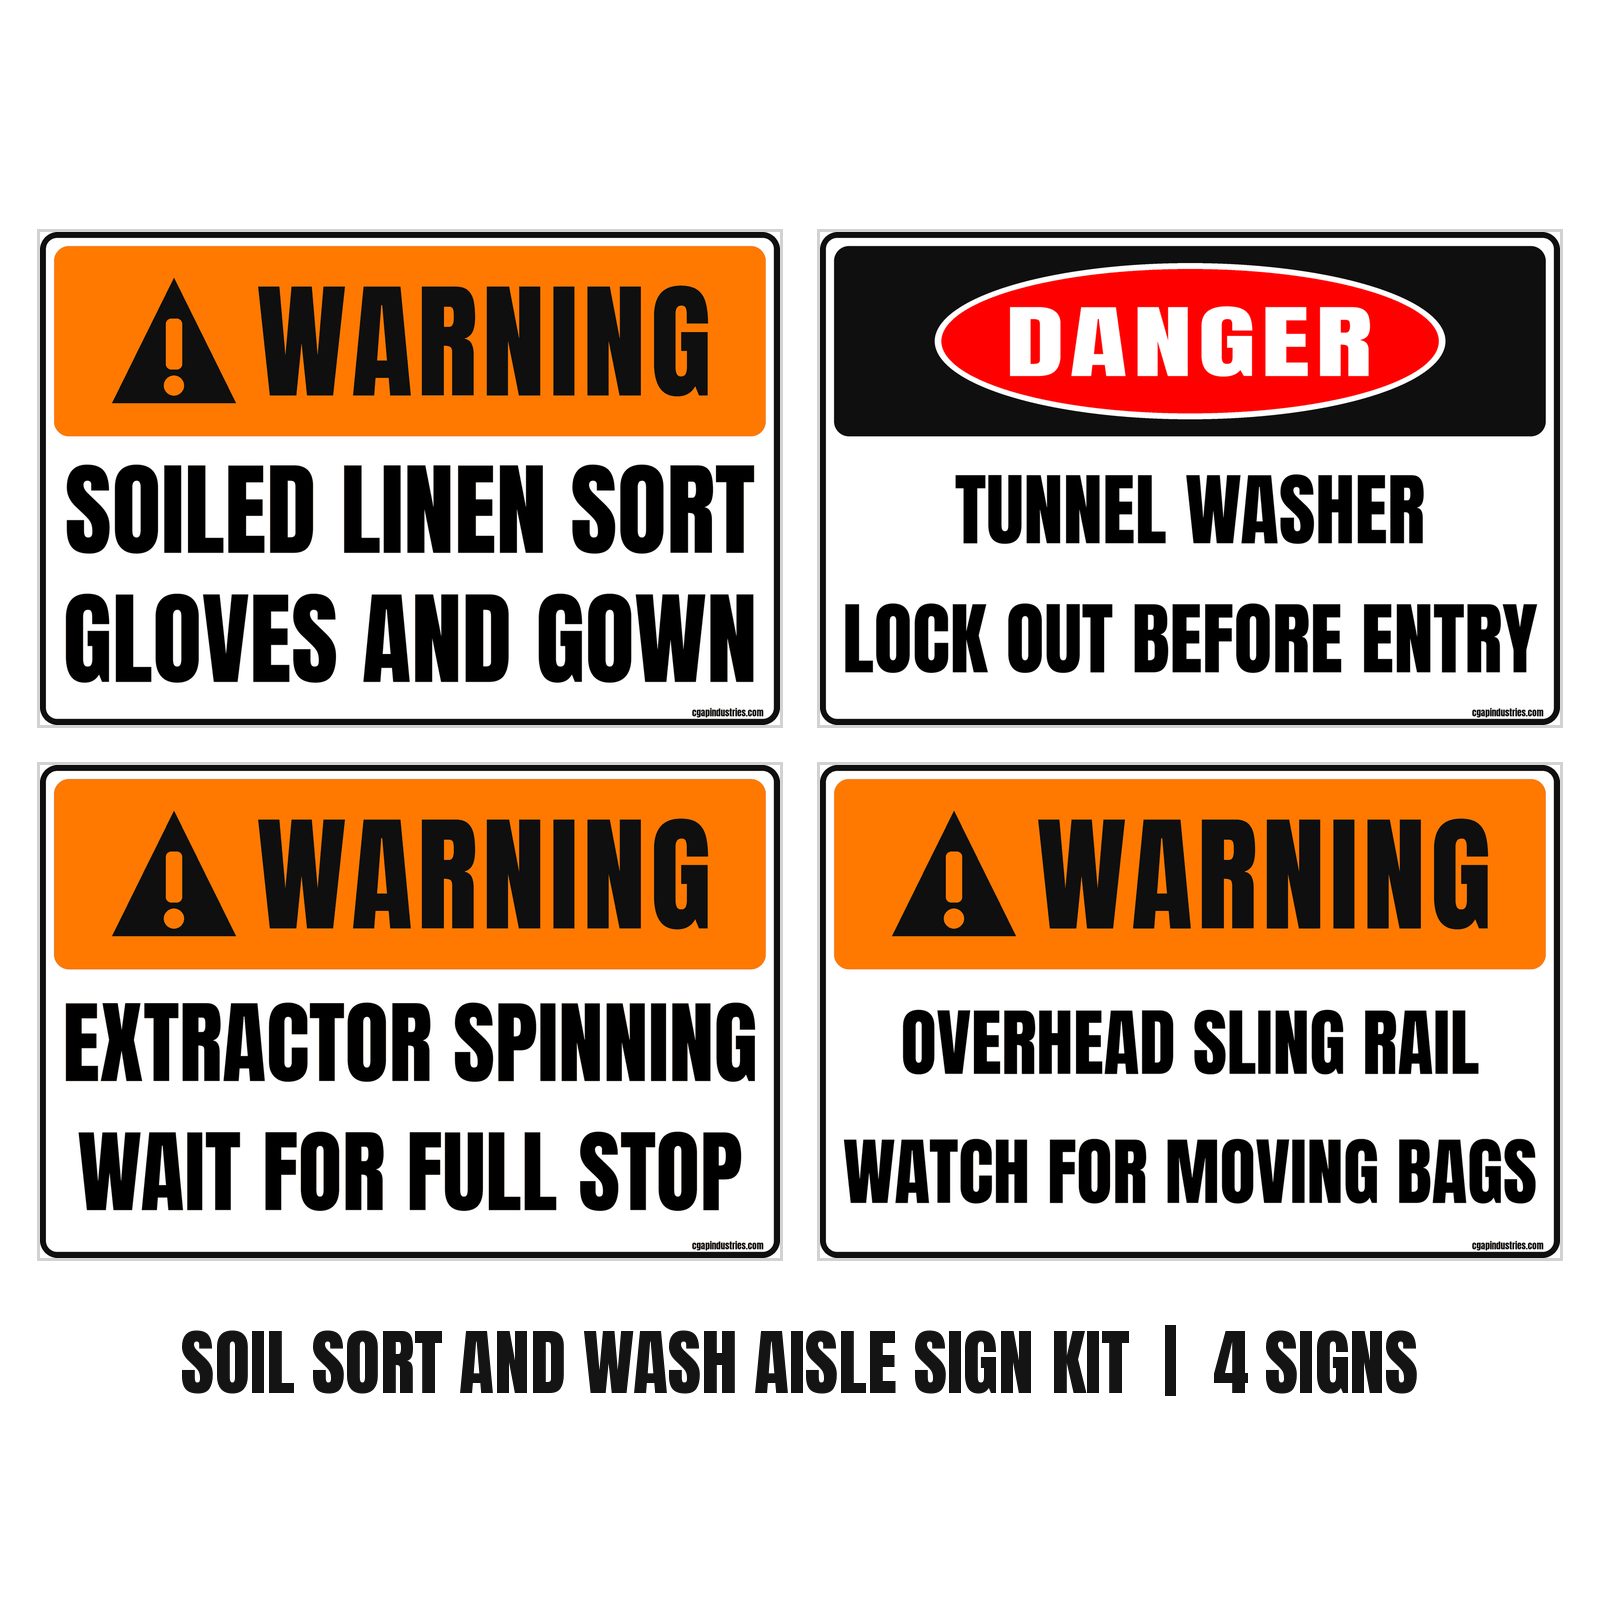 WARNING
SOILED LINEN SORT
GLOVES AND GOWN
cgapindustries.com
DANGER
TUNNEL WASHER
LOCK OUT BEFORE ENTRY
cgapindustries.com
WARNING
EXTRACTOR SPINNING
WAIT FOR FULL STOP
cgapindustries.com
WARNING
OVERHEAD SLING RAIL
WATCH FOR MOVING BAGS
cgapindustries.com
SOIL SORT AND WASH AISLE SIGN KIT | 4 SIGNS